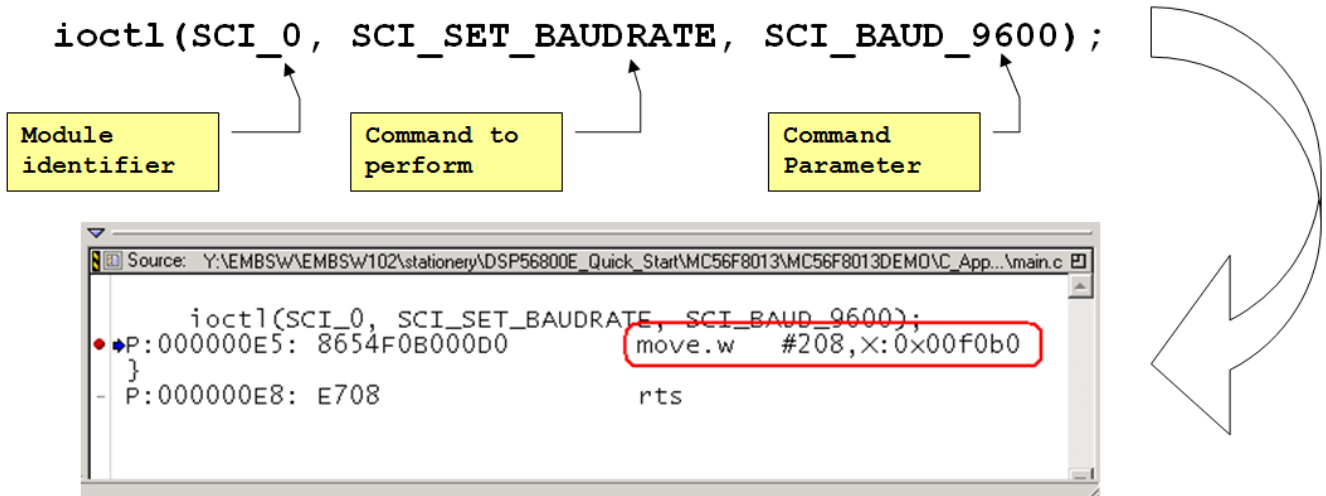 ioctl(SCI_0, SCI_SET_BAUDRATE, SCI_BAUD_9600);
Module
identifier
Command to
perform
Command
Parameter
Source: Y:\EMBSW\EMBSW102\stationery\DSP56800E_Quick_Start\MC56F8013\MC56F8013DEMO\C_App...\main.c
ioctl(SCI_0, SCI_SET_BAUDRATE, SCI_BAUD_9600);
P:000000E5: 8654F0B000D0 move.w #208,X:0x00f0b0
}
P:000000E8: E708 rts